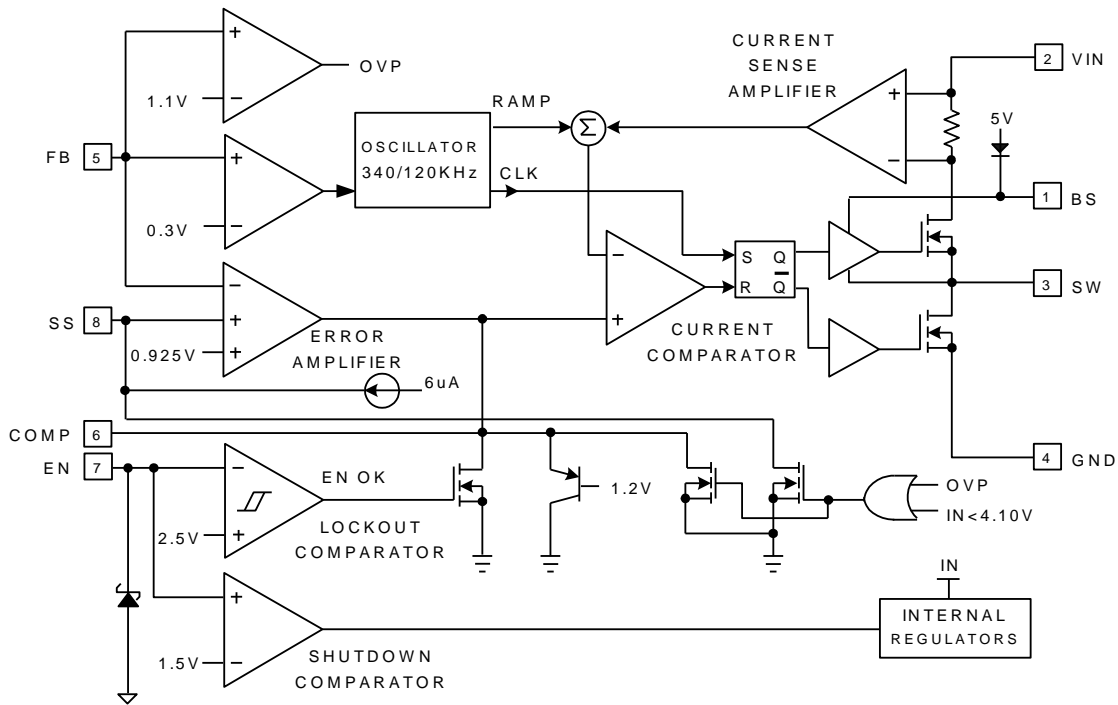 +
OVP
1.1V
−
CURRENT
SENSE
AMPLIFIER
+
−
2 VIN
5V
RAMP
Σ
OSCILLATOR
340/120KHz
CLK
FB 5
+
0.3V
−
1 BS
S Q
R Q̅
3 SW
−
+
CURRENT
COMPARATOR
SS 8
−
+
0.925V
+
ERROR
AMPLIFIER
6uA
COMP 6
EN 7
4 GND
−
EN OK
2.5V
+
LOCKOUT
COMPARATOR
1.2V
OVP
IN<4.10V
+
1.5V
−
SHUTDOWN
COMPARATOR
IN
INTERNAL
REGULATORS